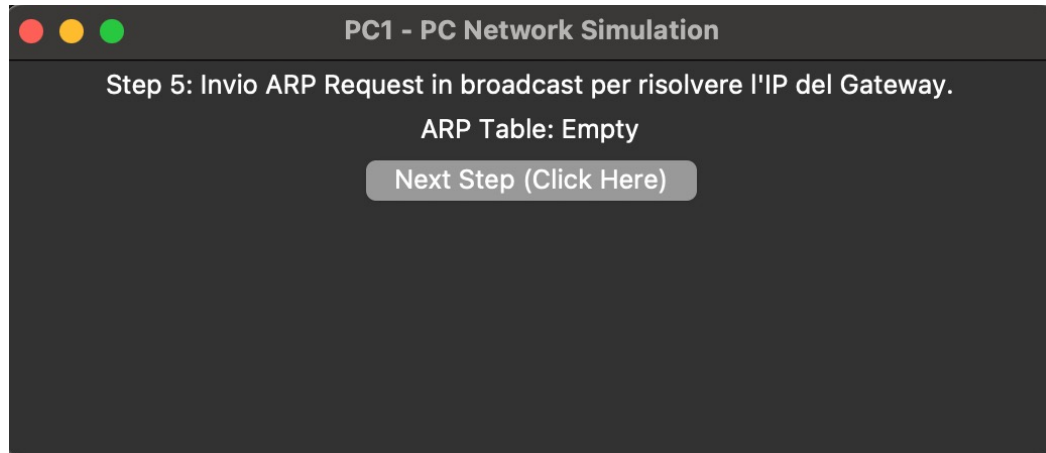 PC1 - PC Network Simulation
Step 5: Invio ARP Request in broadcast per risolvere l'IP del Gateway.
ARP Table: Empty
Next Step (Click Here)